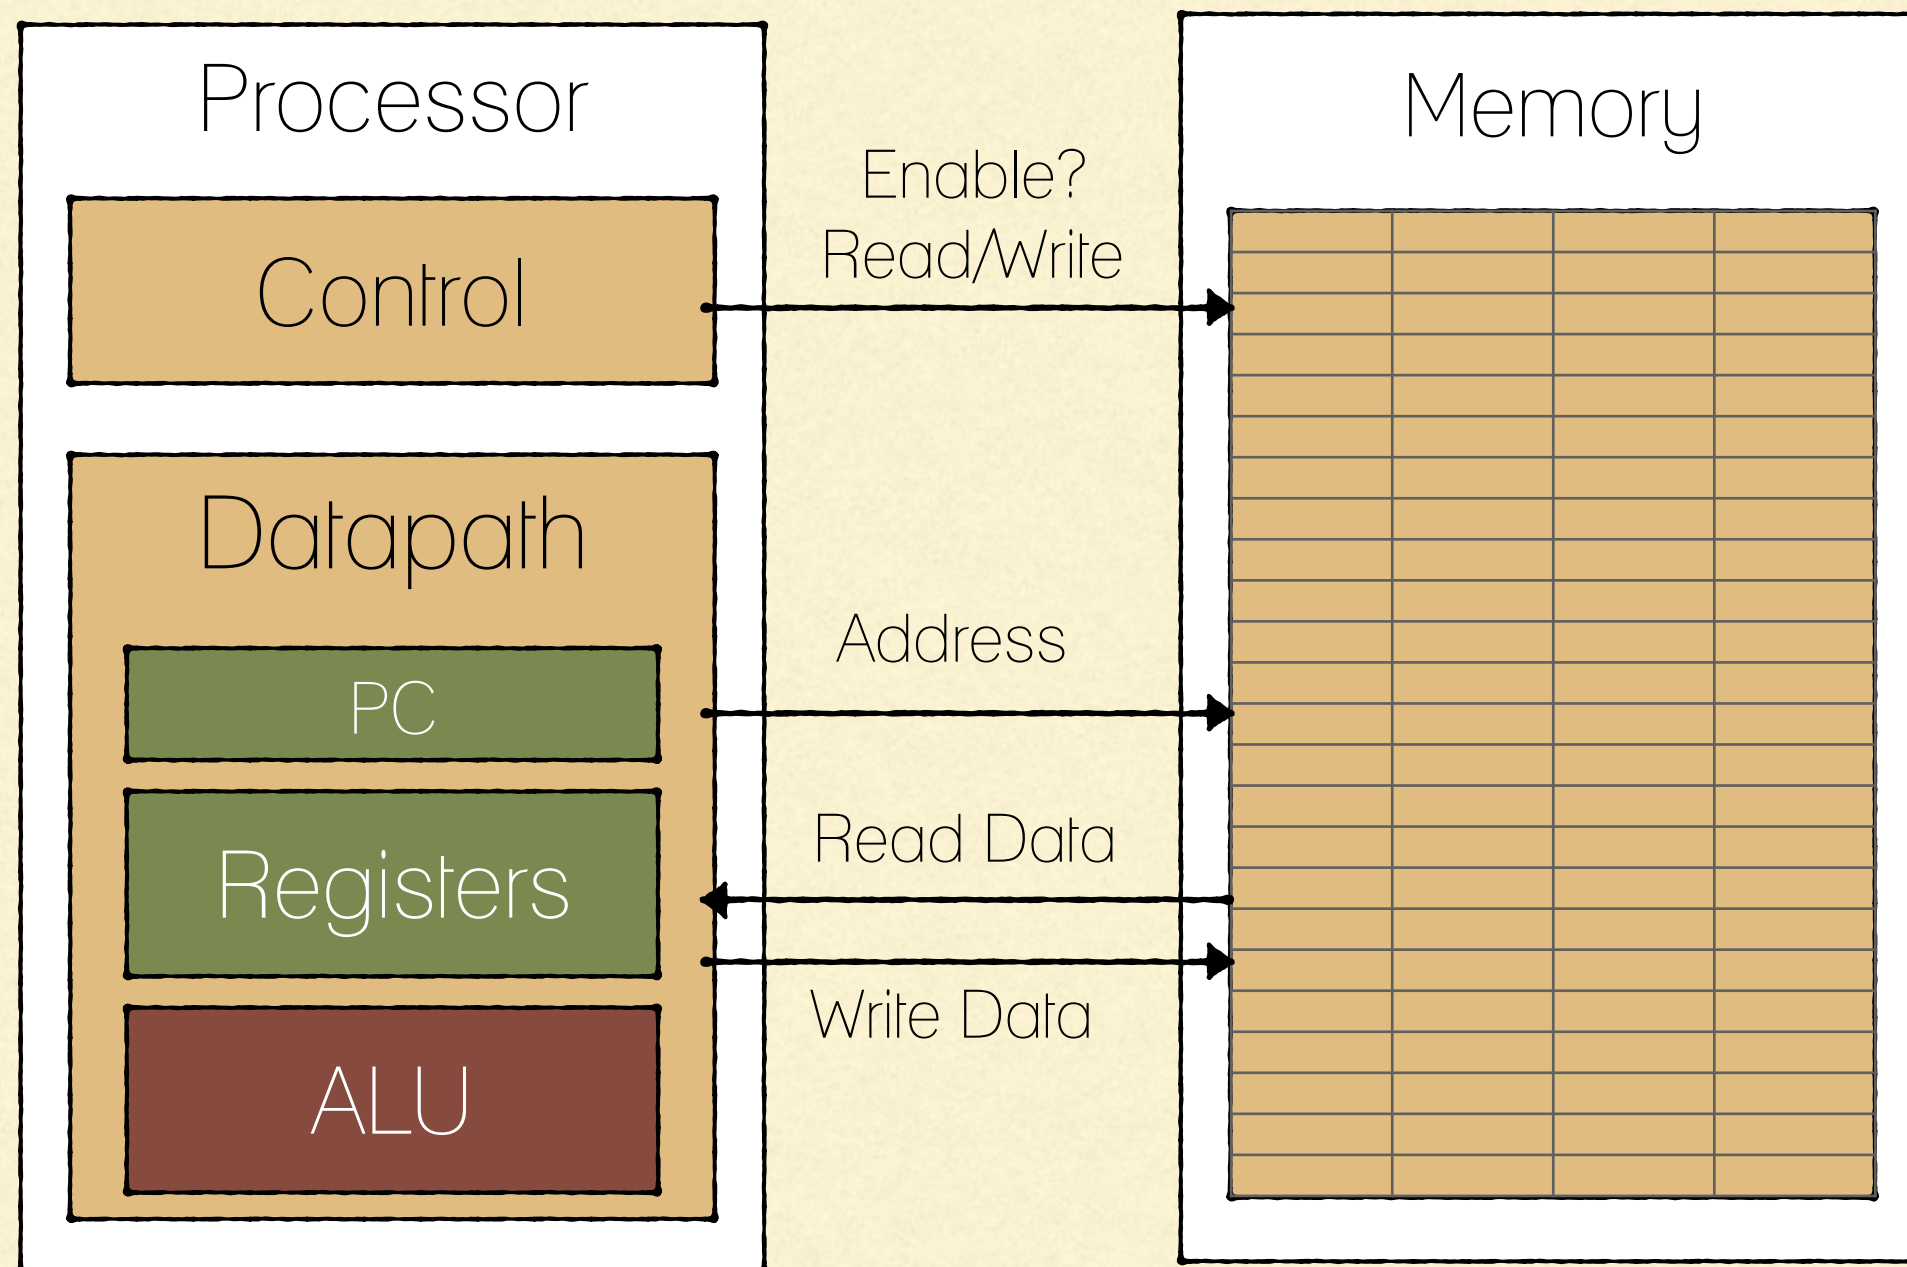 Processor
Control
Datapath
PC
Registers
ALU
Enable?
Read/Write
Address
Read Data
Write Data
Memory